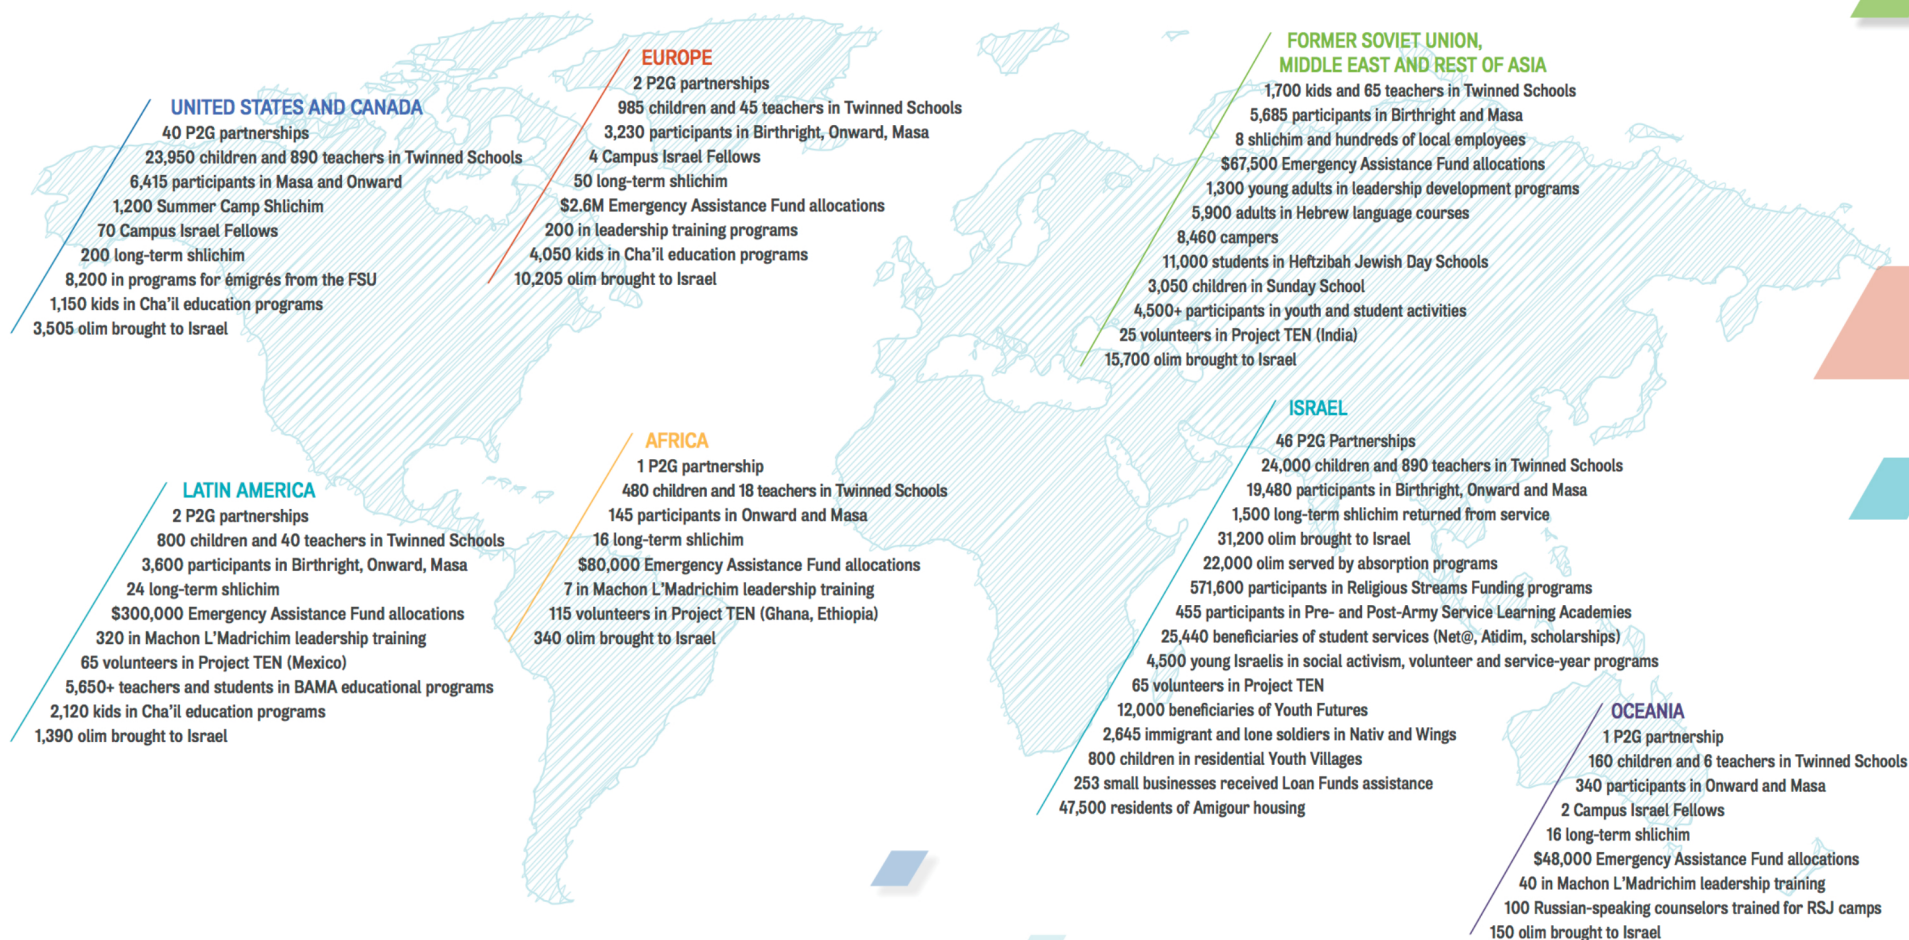 UNITED STATES AND CANADA
40 P2G partnerships
23,950 children and 890 teachers in Twinned Schools
6,415 participants in Masa and Onward
1,200 Summer Camp Shlichim
70 Campus Israel Fellows
200 long-term shlichim
8,200 in programs for émigrés from the FSU
1,150 kids in Cha'il education programs
3,505 olim brought to Israel
EUROPE
2 P2G partnerships
985 children and 45 teachers in Twinned Schools
3,230 participants in Birthright, Onward, Masa
4 Campus Israel Fellows
50 long-term shlichim
$2.6M Emergency Assistance Fund allocations
200 in leadership training programs
4,050 kids in Cha'il education programs
10,205 olim brought to Israel
FORMER SOVIET UNION,
MIDDLE EAST AND REST OF ASIA
1,700 kids and 65 teachers in Twinned Schools
5,685 participants in Birthright and Masa
8 shlichim and hundreds of local employees
$67,500 Emergency Assistance Fund allocations
1,300 young adults in leadership development programs
5,900 adults in Hebrew language courses
8,460 campers
11,000 students in Heftzibah Jewish Day Schools
3,050 children in Sunday School
4,500+ participants in youth and student activities
25 volunteers in Project TEN (India)
15,700 olim brought to Israel
LATIN AMERICA
2 P2G partnerships
800 children and 40 teachers in Twinned Schools
3,600 participants in Birthright, Onward, Masa
24 long-term shlichim
$300,000 Emergency Assistance Fund allocations
320 in Machon L'Madrichim leadership training
65 volunteers in Project TEN (Mexico)
5,650+ teachers and students in BAMA educational programs
2,120 kids in Cha'il education programs
1,390 olim brought to Israel
AFRICA
1 P2G partnership
480 children and 18 teachers in Twinned Schools
145 participants in Onward and Masa
16 long-term shlichim
$80,000 Emergency Assistance Fund allocations
7 in Machon L'Madrichim leadership training
115 volunteers in Project TEN (Ghana, Ethiopia)
340 olim brought to Israel
ISRAEL
46 P2G Partnerships
24,000 children and 890 teachers in Twinned Schools
19,480 participants in Birthright, Onward and Masa
1,500 long-term shlichim returned from service
31,200 olim brought to Israel
22,000 olim served by absorption programs
571,600 participants in Religious Streams Funding programs
455 participants in Pre- and Post-Army Service Learning Academies
25,440 beneficiaries of student services (Net@, Atidim, scholarships)
4,500 young Israelis in social activism, volunteer and service-year programs
65 volunteers in Project TEN
12,000 beneficiaries of Youth Futures
2,645 immigrant and lone soldiers in Nativ and Wings
800 children in residential Youth Villages
253 small businesses received Loan Funds assistance
47,500 residents of Amigour housing
OCEANIA
1 P2G partnership
160 children and 6 teachers in Twinned Schools
340 participants in Onward and Masa
2 Campus Israel Fellows
16 long-term shlichim
$48,000 Emergency Assistance Fund allocations
40 in Machon L'Madrichim leadership training
100 Russian-speaking counselors trained for RSJ camps
150 olim brought to Israel